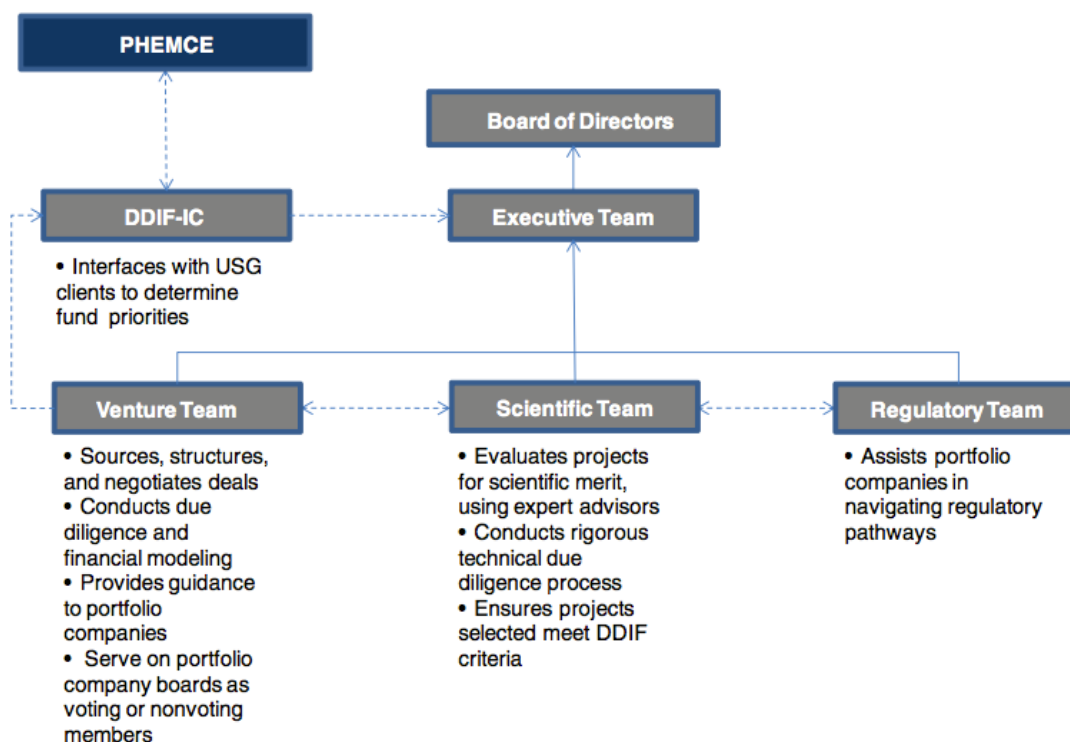 PHEMCE
Board of Directors
DDIF-IC
Executive Team
• Interfaces with USG
clients to determine
fund priorities
Venture Team
Scientific Team
Regulatory Team
• Sources, structures,
and negotiates deals
• Conducts due
diligence and
financial modeling
• Provides guidance
to portfolio
companies
• Serve on portfolio
company boards as
voting or nonvoting
members
• Evaluates projects
for scientific merit,
using expert advisors
• Conducts rigorous
technical due
diligence process
• Ensures projects
selected meet DDIF
criteria
• Assists portfolio
companies in
navigating regulatory
pathways